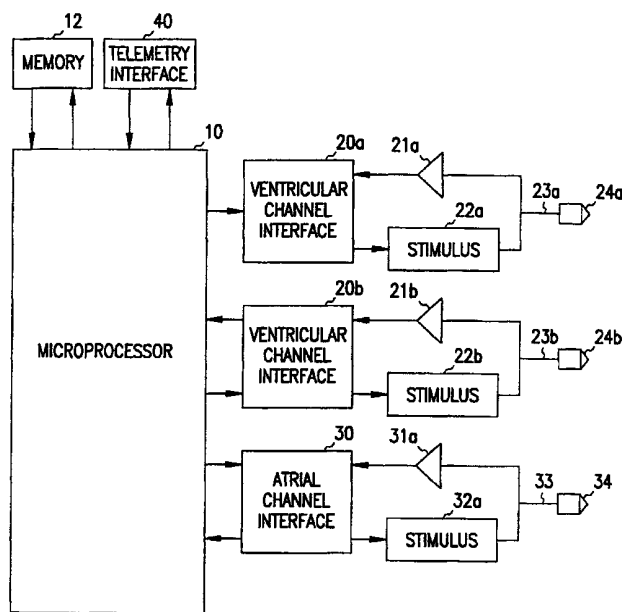 12
40
MEMORY
TELEMETRY
INTERFACE
10
20a
21a
VENTRICULAR
CHANNEL
INTERFACE
22a
STIMULUS
23a
24a
20b
21b
MICROPROCESSOR
VENTRICULAR
CHANNEL
INTERFACE
22b
STIMULUS
23b
24b
30
31a
ATRIAL
CHANNEL
INTERFACE
32a
STIMULUS
33
34